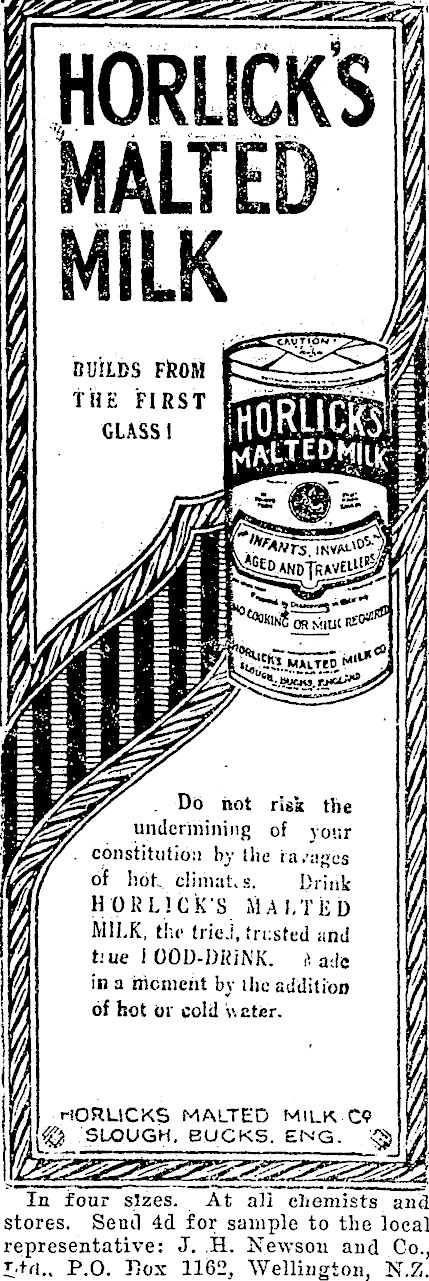 HORLICK'S
MALTED
MILK
BUILDS FROM
THE FIRST
GLASS!
CAUTION
HORLICK'S
MALTED MILK
INFANTS, INVALIDS,
AGED AND TRAVELLERS
NO COOKING OR MILK REQUIRED
HORLICK'S MALTED MILK CO
SLOUGH, BUCKS, ENGLAND
Do not risk the
undermining of your
constitution by the ravages
of hot climates. Drink
HORLICK'S MALTED
MILK, the tried, trusted and
true FOOD-DRINK. Made
in a moment by the addition
of hot or cold water.
HORLICKS MALTED MILK CO
SLOUGH, BUCKS, ENG.
In four sizes. At all chemists and
stores. Send 4d for sample to the local
representative: J. H. Newson and Co.,
Ltd., P.O. Box 1162, Wellington, N.Z.